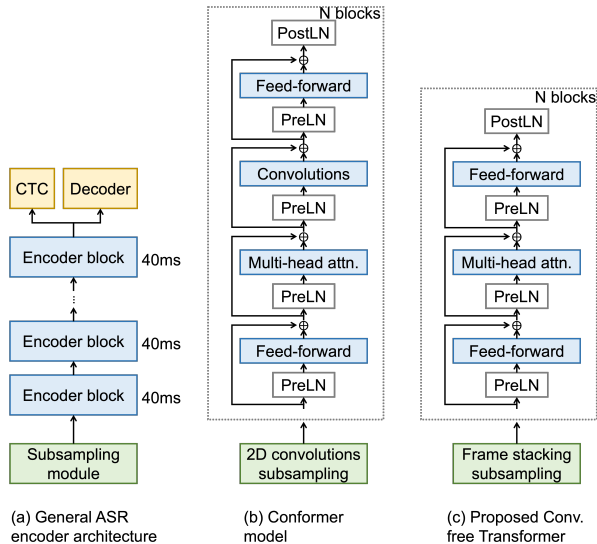 CTC
Decoder
Encoder block
40ms
Encoder block
40ms
Encoder block
40ms
Subsampling
module
(a) General ASR
encoder architecture
N blocks
PostLN
Feed-forward
PreLN
Convolutions
PreLN
Multi-head attn.
PreLN
Feed-forward
PreLN
2D convolutions
subsampling
(b) Conformer
model
N blocks
PostLN
Feed-forward
PreLN
Multi-head attn.
PreLN
Feed-forward
PreLN
Frame stacking
subsampling
(c) Proposed Conv.
free Transformer